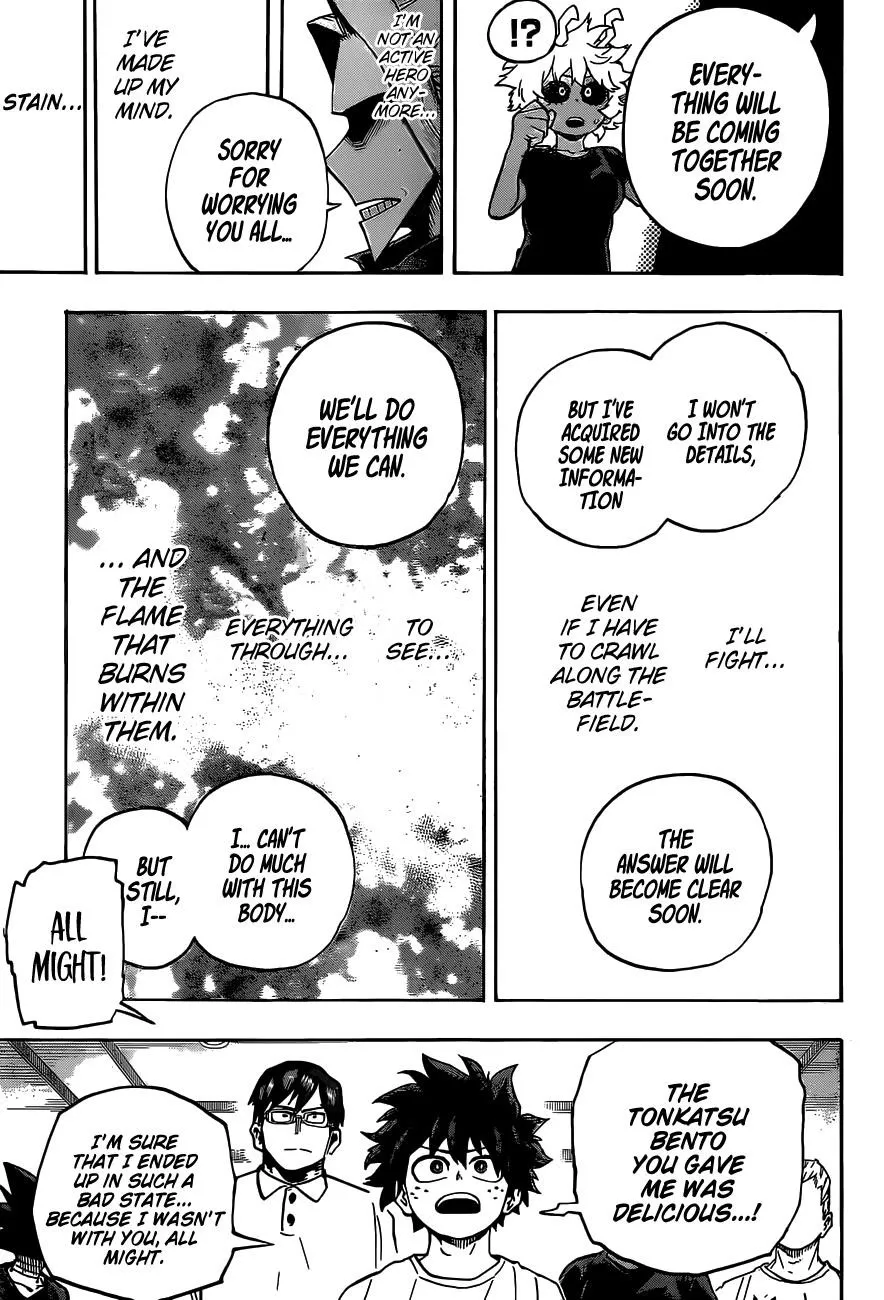 !?
EVERY-
THING WILL
BE COMING
TOGETHER
SOON.
I'M
NOT AN
ACTIVE
HERO
ANY-
MORE...
SORRY
FOR
WORRYING
YOU ALL...
I'VE
MADE
UP MY
MIND.
STAIN...
I WON'T
GO INTO THE
DETAILS,
BUT I'VE
ACQUIRED
SOME NEW
INFORMA-
TION
I'LL
FIGHT...
EVEN
IF I HAVE
TO CRAWL
ALONG THE
BATTLE-
FIELD.
THE
ANSWER WILL
BECOME CLEAR
SOON.
WE'LL DO
EVERYTHING
WE CAN.
TO
SEE...
EVERYTHING
THROUGH...
... AND
THE
FLAME
THAT
BURNS
WITHIN
THEM.
I... CAN'T
DO MUCH
WITH THIS
BODY...
BUT
STILL,
I--
ALL
MIGHT!
THE
TONKATSU
BENTO
YOU GAVE
ME WAS
DELICIOUS...!
I'M SURE
THAT I ENDED
UP IN SUCH A
BAD STATE...
BECAUSE I WASN'T
WITH YOU, ALL
MIGHT.